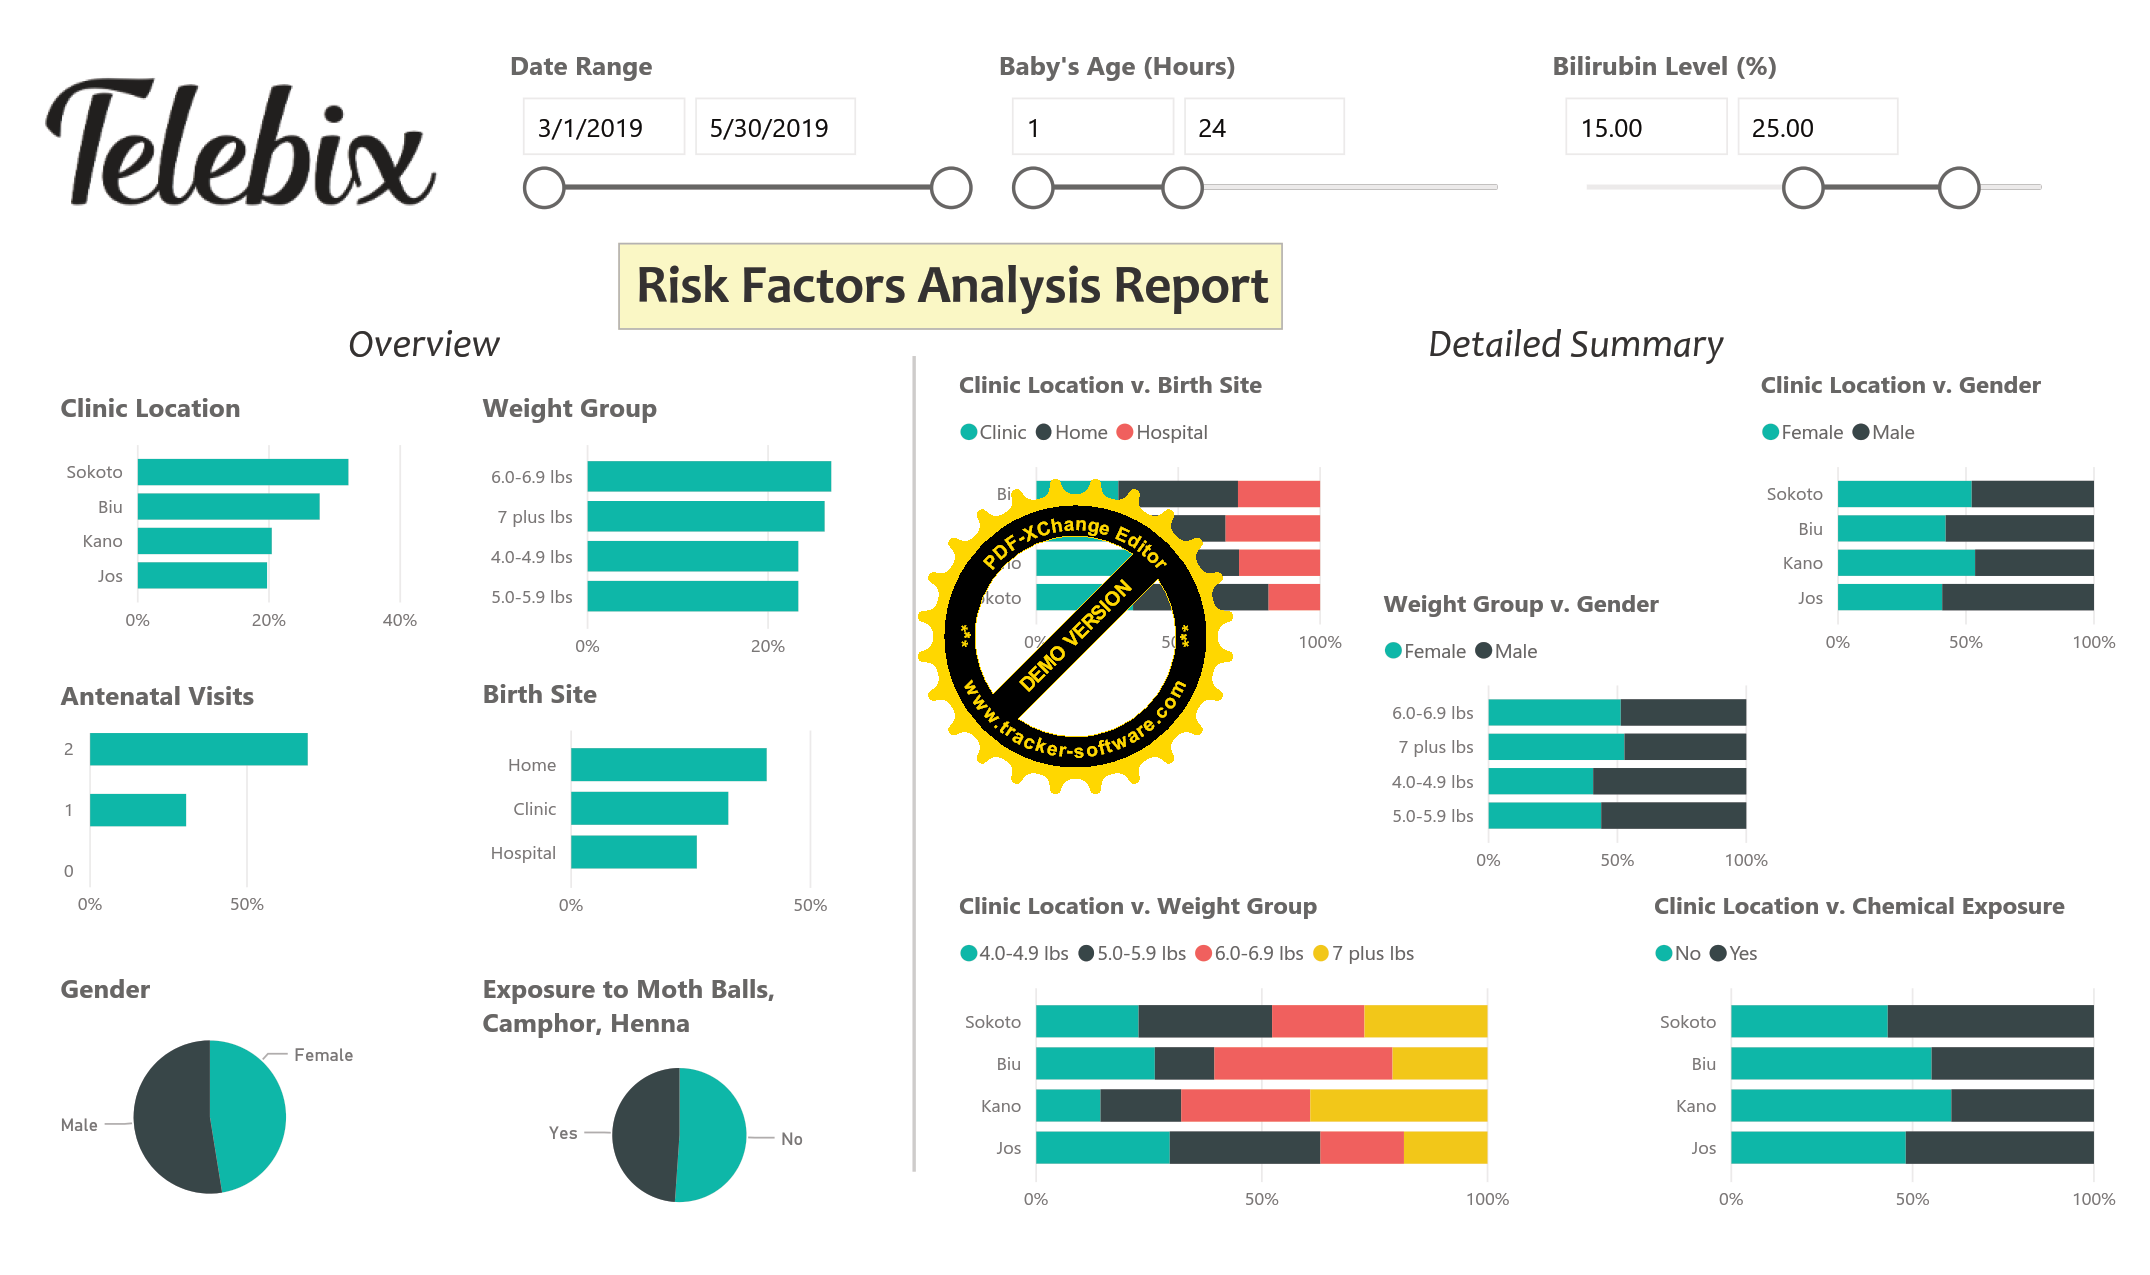 Telebix
Date Range
3/1/2019 5/30/2019
Baby's Age (Hours)
1 24
Bilirubin Level (%)
15.00 25.00
Risk Factors Analysis Report
Overview
Clinic Location
Sokoto
Biu
Kano
Jos
0% 20% 40%
Weight Group
6.0-6.9 lbs
7 plus lbs
4.0-4.9 lbs
5.0-5.9 lbs
0% 20%
Antenatal Visits
2
1
0
0% 50%
Birth Site
Home
Clinic
Hospital
0% 50%
Gender
Female
Male
Exposure to Moth Balls,
Camphor, Henna
Yes
No
Detailed Summary
Clinic Location v. Birth Site
Clinic Home Hospital
100%
PDF-XChange Editor
DEMO VERSION
www.tracker-software.com
Clinic Location v. Gender
Female Male
Sokoto
Biu
Kano
Jos
0% 50% 100%
Weight Group v. Gender
Female Male
6.0-6.9 lbs
7 plus lbs
4.0-4.9 lbs
5.0-5.9 lbs
0% 50% 100%
Clinic Location v. Weight Group
4.0-4.9 lbs 5.0-5.9 lbs 6.0-6.9 lbs 7 plus lbs
Sokoto
Biu
Kano
Jos
0% 50% 100%
Clinic Location v. Chemical Exposure
No Yes
Sokoto
Biu
Kano
Jos
0% 50% 100%